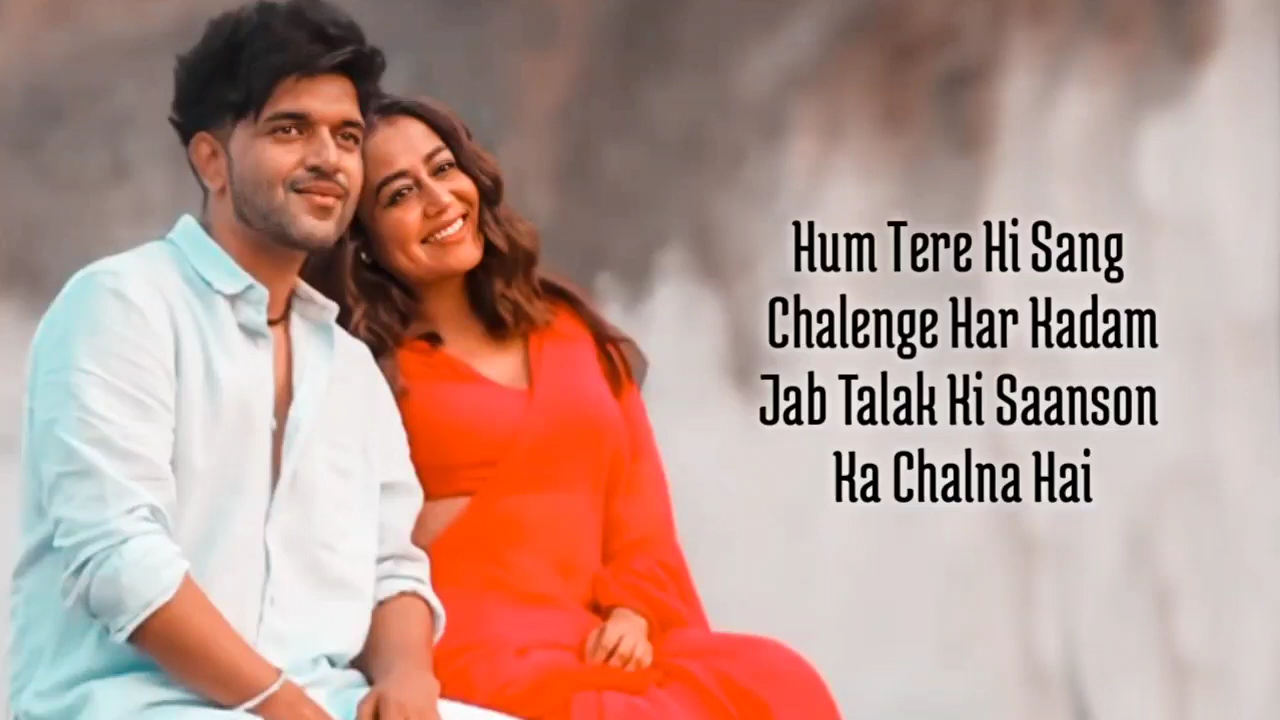 Hum Tere Hi Sang
Chalenge Har Kadam
Jab Talak Ki Saanson
Ka Chalna Hai